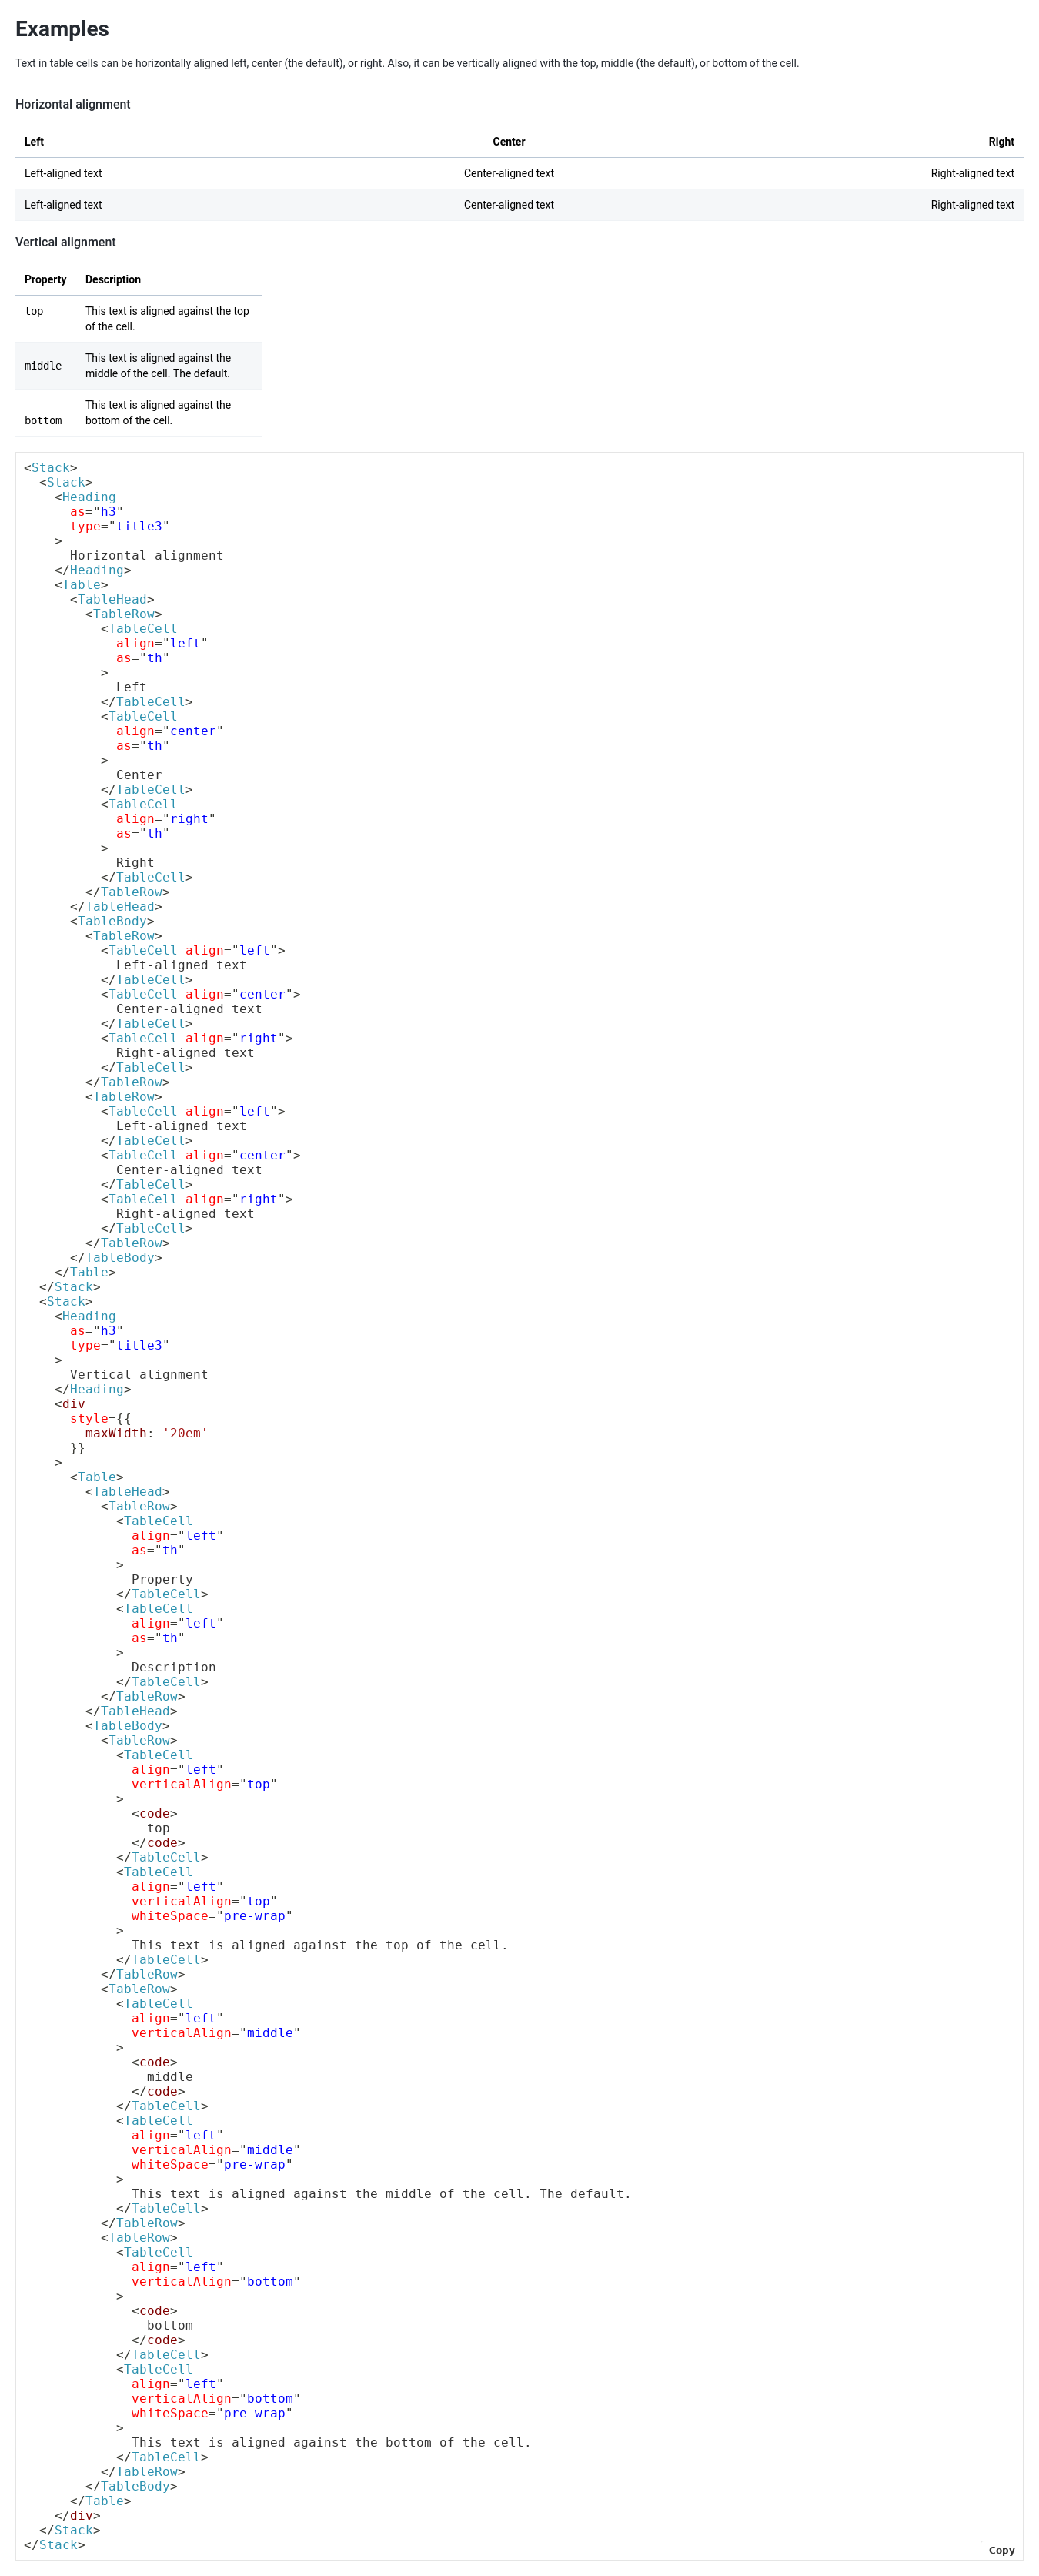 Examples
Text in table cells can be horizontally aligned left, center (the default), or right. Also, it can be vertically aligned with the top, middle (the default), or bottom of the cell.
Horizontal alignment
Left Center Right
Left-aligned text Center-aligned text Right-aligned text
Left-aligned text Center-aligned text Right-aligned text
Vertical alignment
Property Description
top This text is aligned against the top
of the cell.
middle This text is aligned against the
middle of the cell. The default.
This text is aligned against the
bottom bottom of the cell.
<Stack>
  <Stack>
    <Heading
      as="h3"
      type="title3"
    >
      Horizontal alignment
    </Heading>
    <Table>
      <TableHead>
        <TableRow>
          <TableCell
            align="left"
            as="th"
          >
            Left
          </TableCell>
          <TableCell
            align="center"
            as="th"
          >
            Center
          </TableCell>
          <TableCell
            align="right"
            as="th"
          >
            Right
          </TableCell>
        </TableRow>
      </TableHead>
      <TableBody>
        <TableRow>
          <TableCell align="left">
            Left-aligned text
          </TableCell>
          <TableCell align="center">
            Center-aligned text
          </TableCell>
          <TableCell align="right">
            Right-aligned text
          </TableCell>
        </TableRow>
        <TableRow>
          <TableCell align="left">
            Left-aligned text
          </TableCell>
          <TableCell align="center">
            Center-aligned text
          </TableCell>
          <TableCell align="right">
            Right-aligned text
          </TableCell>
        </TableRow>
      </TableBody>
    </Table>
  </Stack>
  <Stack>
    <Heading
      as="h3"
      type="title3"
    >
      Vertical alignment
    </Heading>
    <div
      style={{
        maxWidth: '20em'
      }}
    >
      <Table>
        <TableHead>
          <TableRow>
            <TableCell
              align="left"
              as="th"
            >
              Property
            </TableCell>
            <TableCell
              align="left"
              as="th"
            >
              Description
            </TableCell>
          </TableRow>
        </TableHead>
        <TableBody>
          <TableRow>
            <TableCell
              align="left"
              verticalAlign="top"
            >
              <code>
                top
              </code>
            </TableCell>
            <TableCell
              align="left"
              verticalAlign="top"
              whiteSpace="pre-wrap"
            >
              This text is aligned against the top of the cell.
            </TableCell>
          </TableRow>
          <TableRow>
            <TableCell
              align="left"
              verticalAlign="middle"
            >
              <code>
                middle
              </code>
            </TableCell>
            <TableCell
              align="left"
              verticalAlign="middle"
              whiteSpace="pre-wrap"
            >
              This text is aligned against the middle of the cell. The default.
            </TableCell>
          </TableRow>
          <TableRow>
            <TableCell
              align="left"
              verticalAlign="bottom"
            >
              <code>
                bottom
              </code>
            </TableCell>
            <TableCell
              align="left"
              verticalAlign="bottom"
              whiteSpace="pre-wrap"
            >
              This text is aligned against the bottom of the cell.
            </TableCell>
          </TableRow>
        </TableBody>
      </Table>
    </div>
  </Stack>
</Stack>
Copy